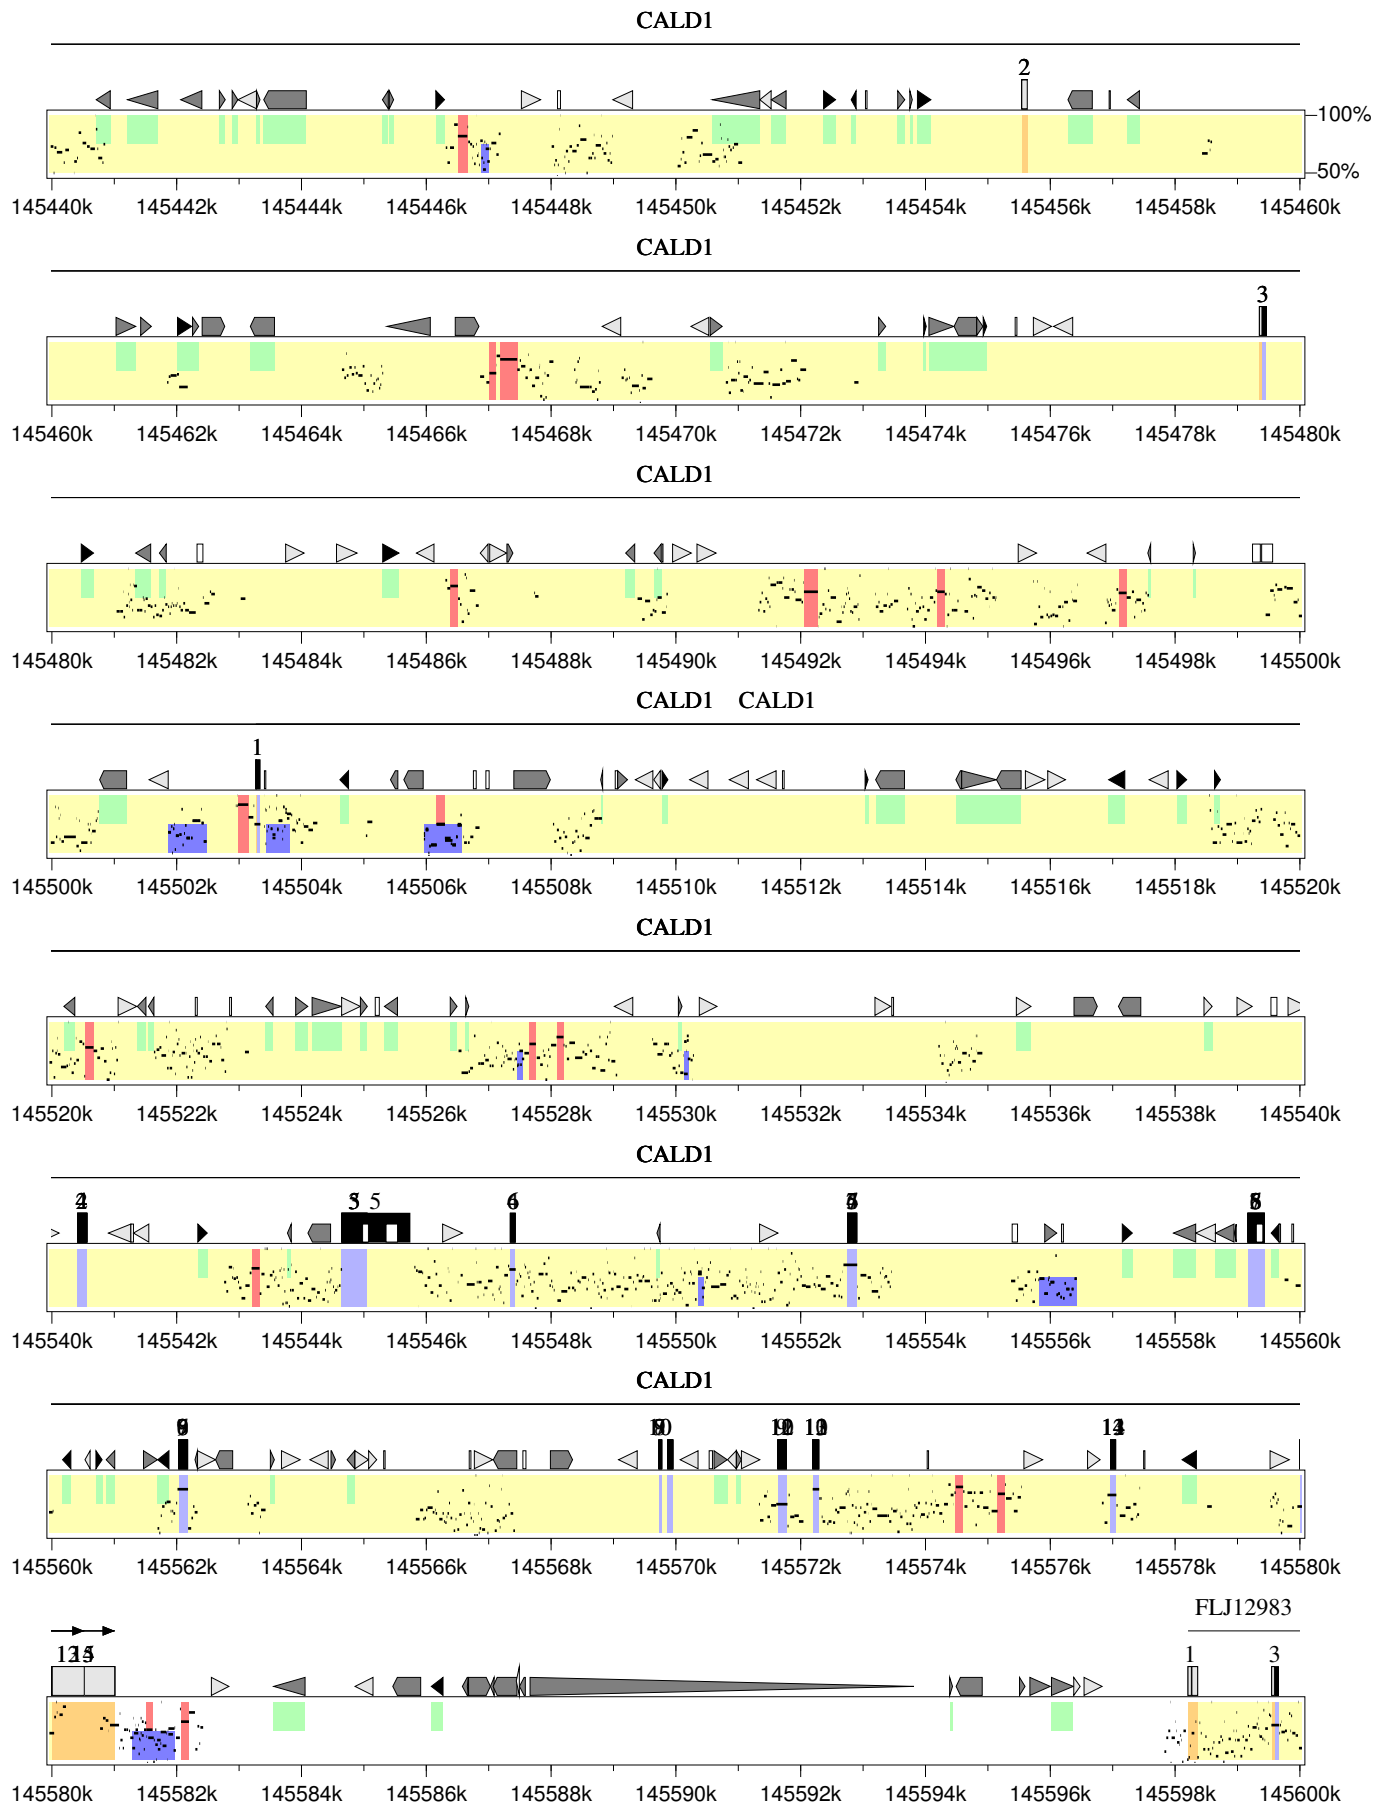 CALD1
2
100%
50%
145440k 145442k 145444k 145446k 145448k 145450k 145452k 145454k 145456k 145458k 145460k
CALD1
3
145460k 145462k 145464k 145466k 145468k 145470k 145472k 145474k 145476k 145478k 145480k
CALD1
145480k 145482k 145484k 145486k 145488k 145490k 145492k 145494k 145496k 145498k 145500k
CALD1 CALD1
1
145500k 145502k 145504k 145506k 145508k 145510k 145512k 145514k 145516k 145518k 145520k
CALD1
145520k 145522k 145524k 145526k 145528k 145530k 145532k 145534k 145536k 145538k 145540k
CALD1
5
145540k 145542k 145544k 145546k 145548k 145550k 145552k 145554k 145556k 145558k 145560k
CALD1
145560k 145562k 145564k 145566k 145568k 145570k 145572k 145574k 145576k 145578k 145580k
FLJ12983
1 3
145580k 145582k 145584k 145586k 145588k 145590k 145592k 145594k 145596k 145598k 145600k